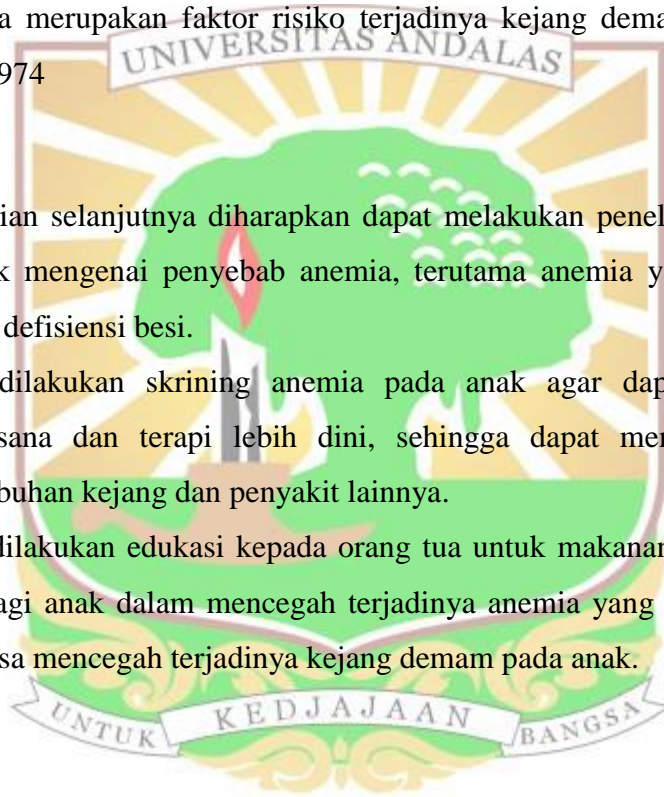 a merupakan faktor risiko terjadinya kejang dema
UNIVERSITAS ANDALAS
974
ian selanjutnya diharapkan dapat melakukan penel
k mengenai penyebab anemia, terutama anemia y
defisiensi besi.
dilakukan skrining anemia pada anak agar dap
sana dan terapi lebih dini, sehingga dapat mer
buhan kejang dan penyakit lainnya.
dilakukan edukasi kepada orang tua untuk makanan
agi anak dalam mencegah terjadinya anemia yang
sa mencegah terjadinya kejang demam pada anak.
UNTUK KEDJAJAAN BANGSA